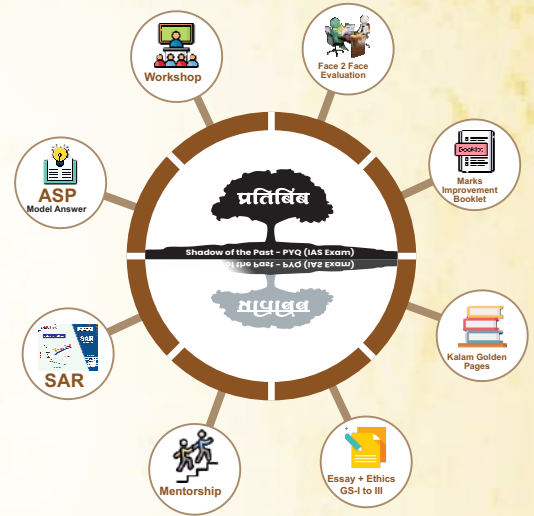 Workshop
Face 2 Face
Evaluation
ASP
Model Answer
Booklet
Marks
Improvement
Booklet
प्रतिबिंब
Shadow of the Past - PYQ (IAS Exam)
SAR
Kalam Golden
Pages
Mentorship
Essay + Ethics
GS-I to III